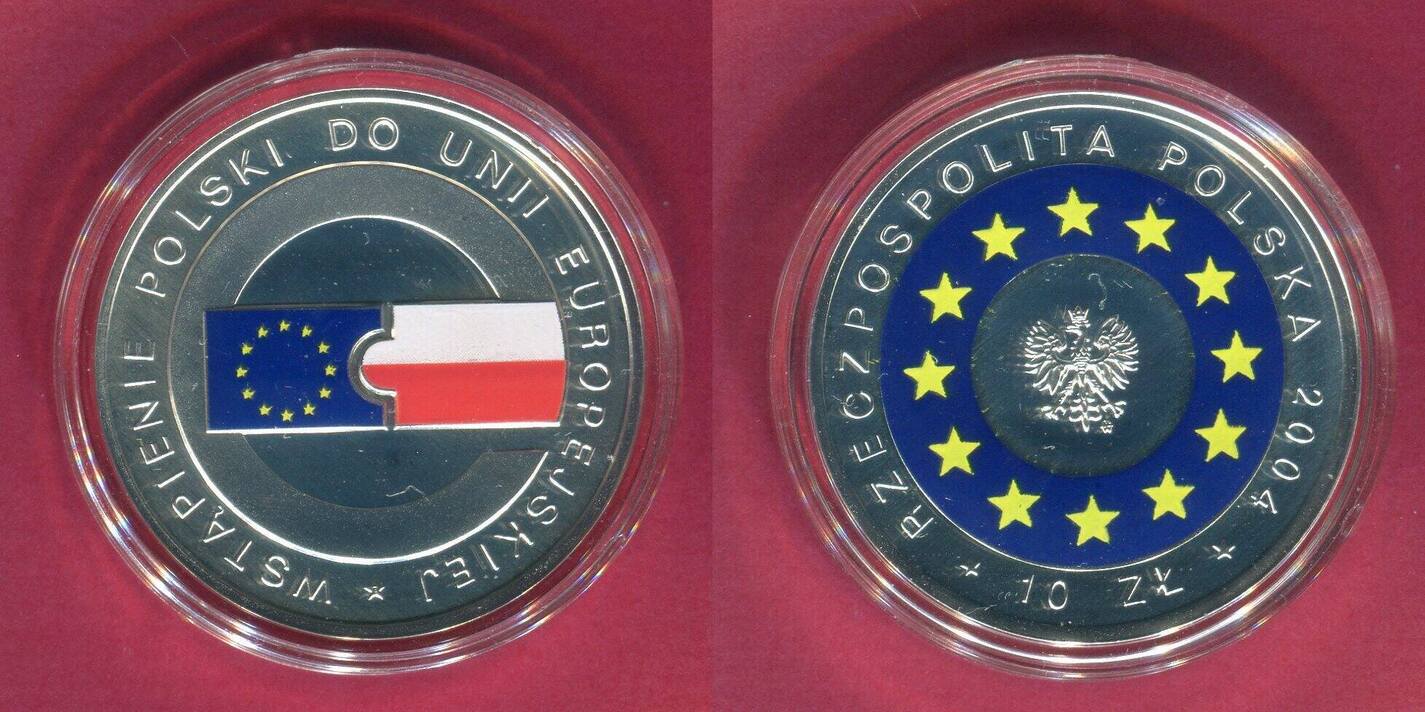 WSTĄPIENIE POLSKI DO UNII EUROPEJSKIEJ
RZECZPOSPOLITA POLSKA 2004
10 ZŁ